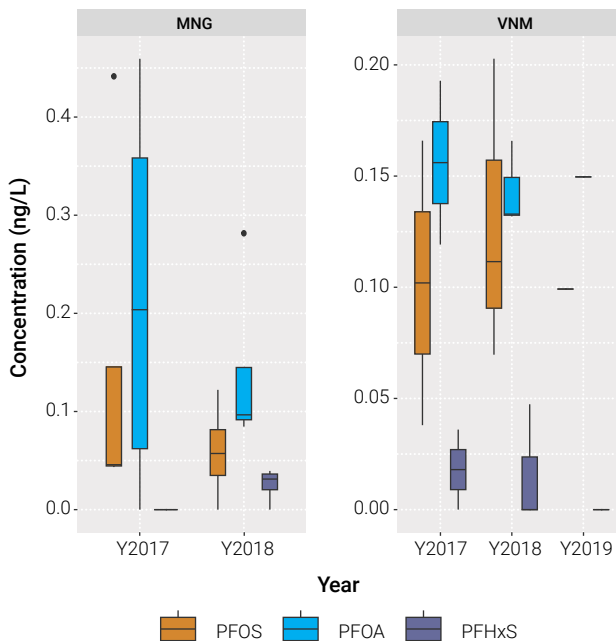 MNG
VNM
Concentration (ng/L)
0.4
0.3
0.2
0.1
0.0
0.20
0.15
0.10
0.05
0.00
Y2017 Y2018
Y2017 Y2018 Y2019
Year
PFOS PFOA PFHxS